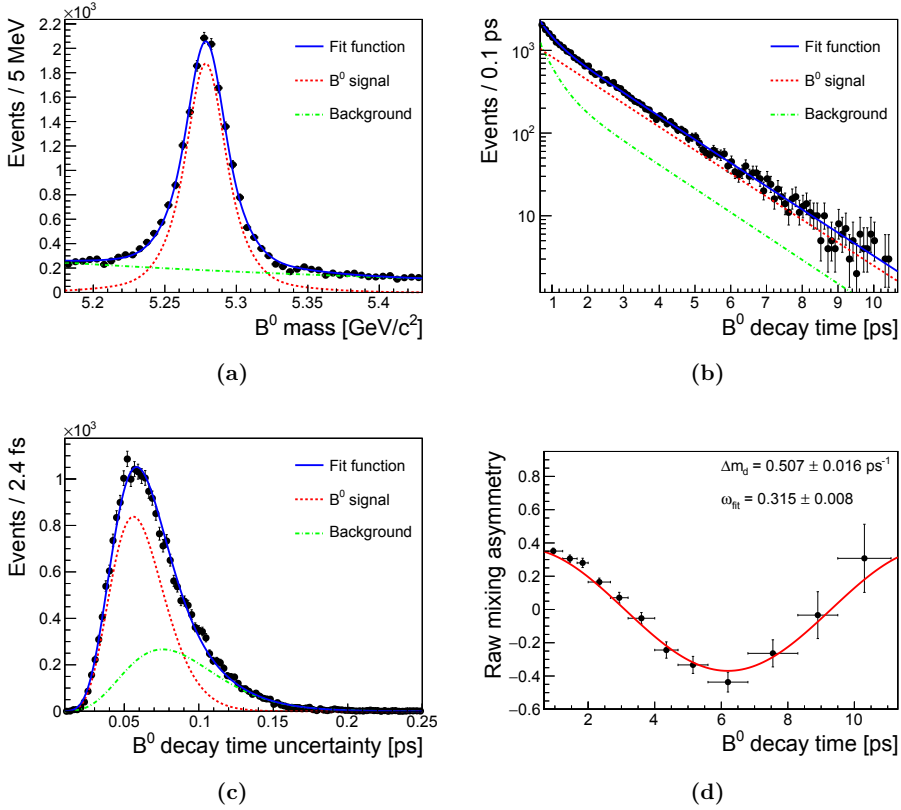 ×10³
Events / 5 MeV
2.2
2
1.8
1.6
1.4
1.2
1
0.8
0.6
0.4
0.2
0
Fit function
B⁰ signal
Background
5.2 5.25 5.3 5.35 5.4
B⁰ mass [GeV/c²]
(a)
Events / 0.1 ps
10³
10²
10
Fit function
B⁰ signal
Background
1 2 3 4 5 6 7 8 9 10
B⁰ decay time [ps]
(b)
×10³
Events / 2.4 fs
1.2
1
0.8
0.6
0.4
0.2
0
Fit function
B⁰ signal
Background
0.05 0.1 0.15 0.2 0.25
B⁰ decay time uncertainty [ps]
(c)
Raw mixing asymmetry
0.8
0.6
0.4
0.2
0
−0.2
−0.4
−0.6
Δm_d = 0.507 ± 0.016 ps⁻¹
ω_fit = 0.315 ± 0.008
2 4 6 8 10
B⁰ decay time [ps]
(d)